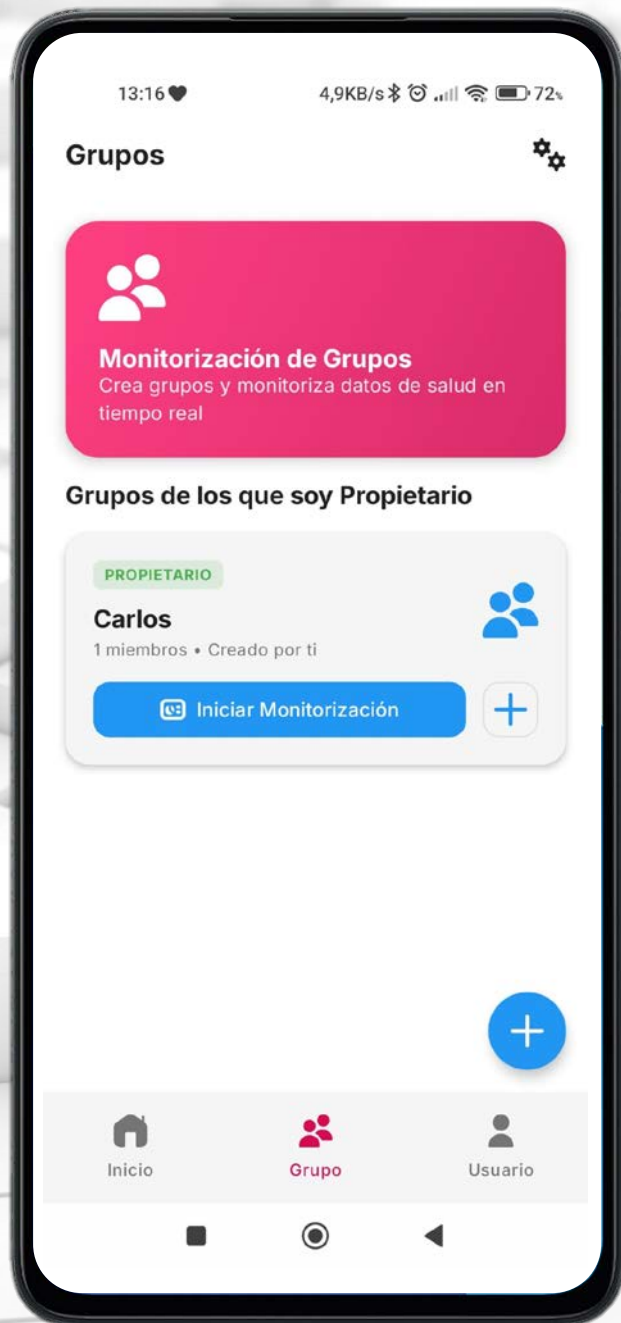 13:16 4,9KB/s 72%
Grupos
Monitorización de Grupos
Crea grupos y monitoriza datos de salud en
tiempo real
Grupos de los que soy Propietario
PROPIETARIO
Carlos
1 miembros • Creado por ti
Iniciar Monitorización
Inicio Grupo Usuario